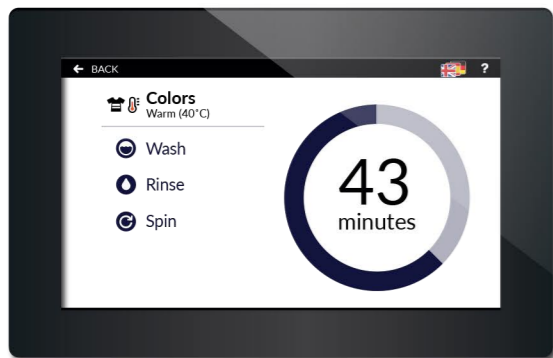 ← BACK
?
Colors
Warm (40°C)
Wash
Rinse
Spin
43
minutes